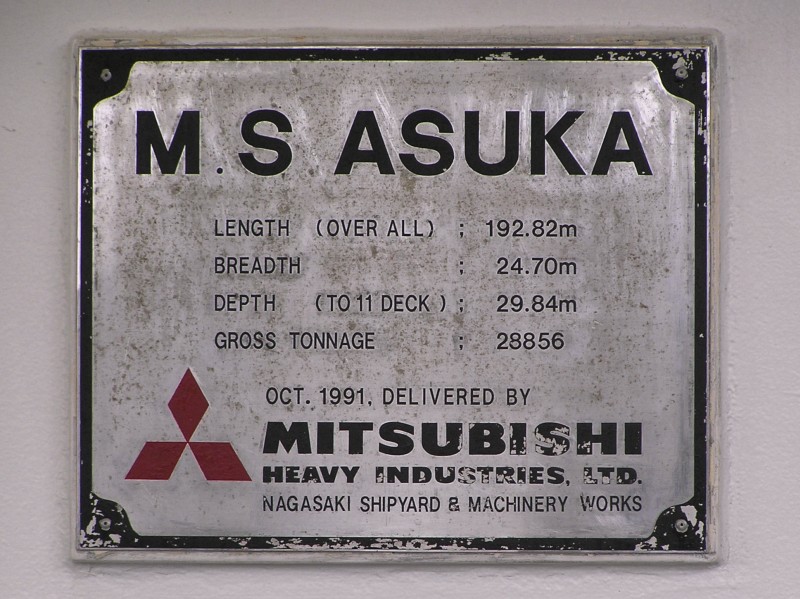 M.S ASUKA
LENGTH (OVER ALL) ; 192.82m
BREADTH ; 24.70m
DEPTH (TO 11 DECK) ; 29.84m
GROSS TONNAGE ; 28856
OCT. 1991, DELIVERED BY
MITSUBISHI
HEAVY INDUSTRIES, LTD.
NAGASAKI SHIPYARD & MACHINERY WORKS